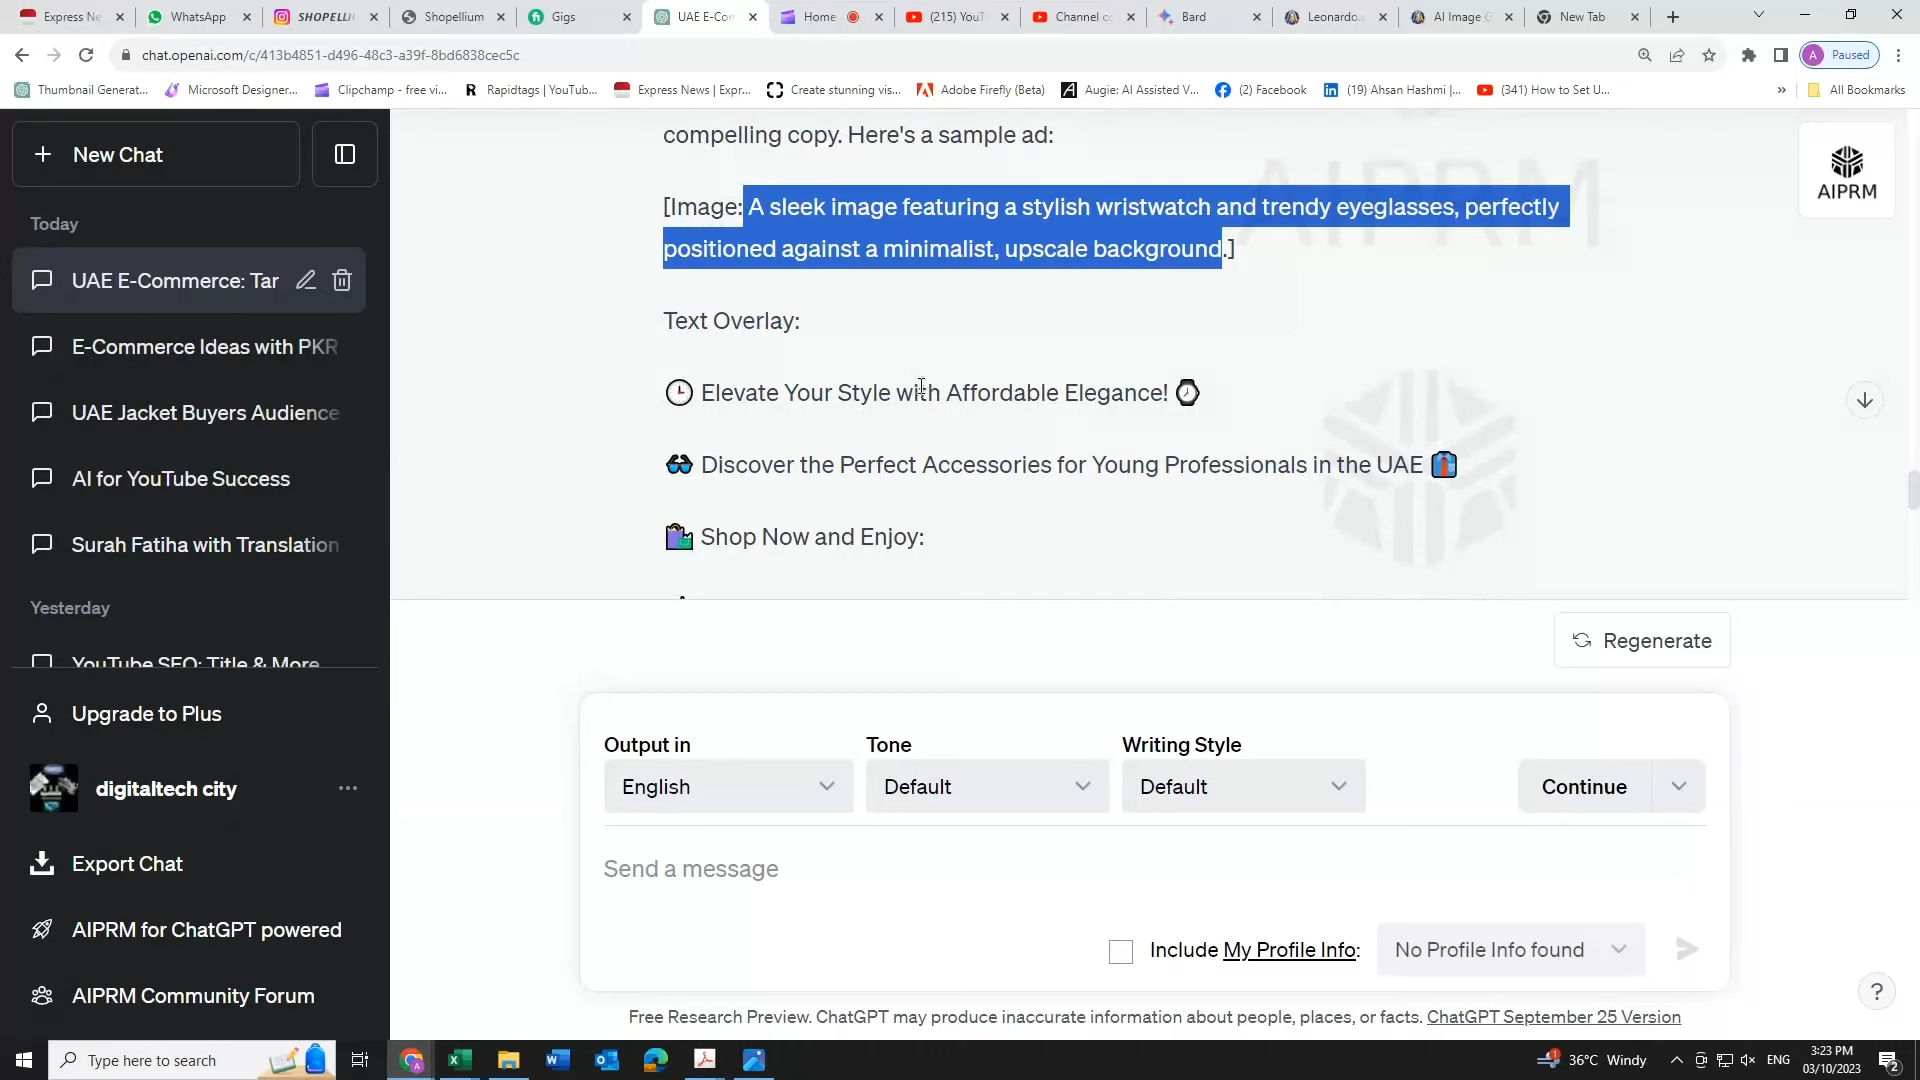 Express Ne
WhatsApp
SHOPELLI
Shopellium
Gigs
UAE E-Con
Home
(215) YouT
Channel co
Bard
Leonardo.
AI Image G
New Tab
chat.openai.com/c/413b4851-d496-48c3-a39f-8bd6838cec5c
A Paused
Thumbnail Generat...
Microsoft Designer...
Clipchamp - free vi...
Rapidtags | YouTub...
Express News | Expr...
Create stunning vis...
Adobe Firefly (Beta)
Augie: AI Assisted V...
(2) Facebook
(19) Ahsan Hashmi |...
(341) How to Set U...
»
All Bookmarks
+ New Chat
Today
UAE E-Commerce: Tar
E-Commerce Ideas with PKR
UAE Jacket Buyers Audience
AI for YouTube Success
Surah Fatiha with Translation
Yesterday
YouTube SEO: Title & More
Upgrade to Plus
digitaltech city
Export Chat
AIPRM for ChatGPT powered
AIPRM Community Forum
compelling copy. Here's a sample ad:
[Image: A sleek image featuring a stylish wristwatch and trendy eyeglasses, perfectly
positioned against a minimalist, upscale background.]
Text Overlay:
🕒 Elevate Your Style with Affordable Elegance! ⌚
👓 Discover the Perfect Accessories for Young Professionals in the UAE 👔
🛍️ Shop Now and Enjoy:
AIPRM
AIPRM
Regenerate
Output in
Tone
Writing Style
English
Default
Default
Continue
Send a message
Include My Profile Info:
No Profile Info found
?
Free Research Preview. ChatGPT may produce inaccurate information about people, places, or facts. ChatGPT September 25 Version
Type here to search
36°C Windy
ENG
3:23 PM
03/10/2023
2